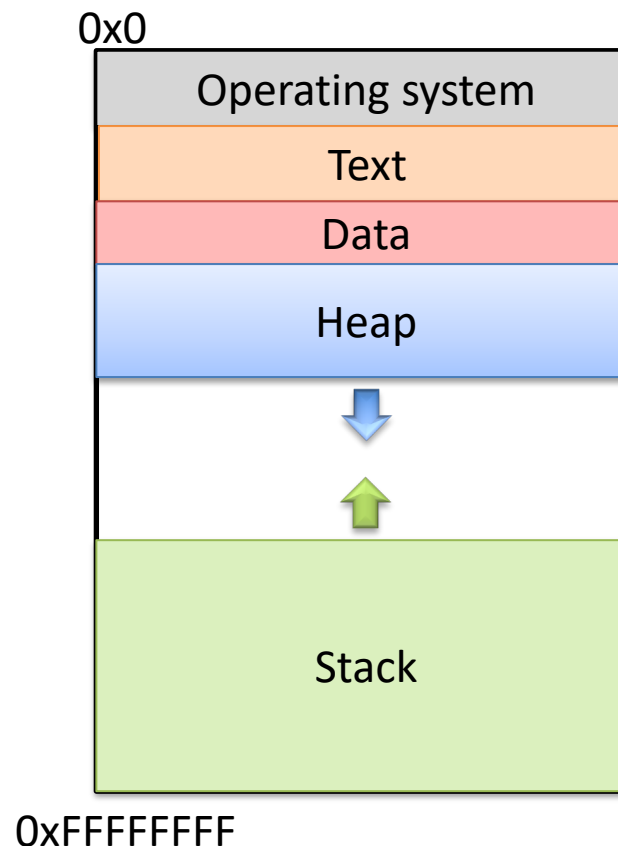 0x0
Operating system
Text
Data
Heap
Stack
0xFFFFFFFF